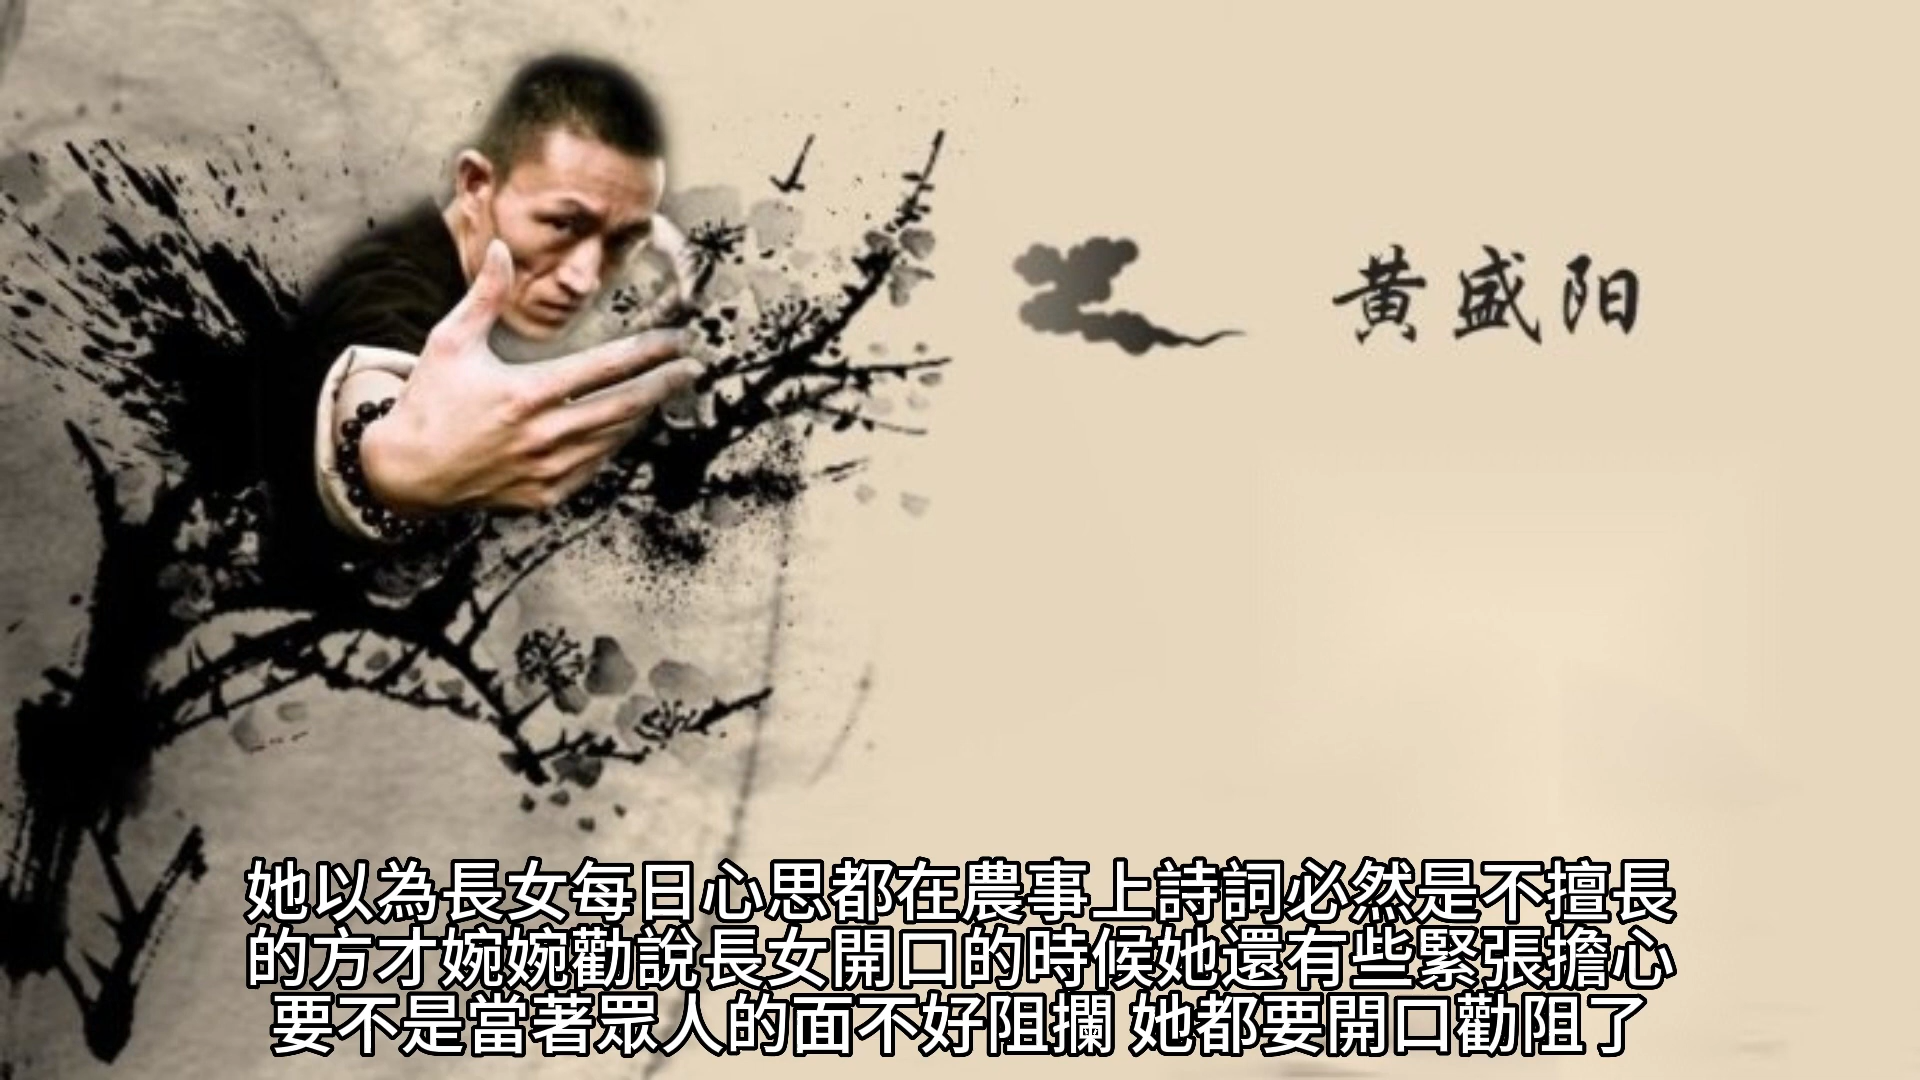 黄盛阳
她以為長女每日心思都在農事上詩詞必然是不擅長
的方才婉婉勸說長女開口的時候她還有些緊張擔心
要不是當著眾人的面不好阻攔 她都要開口勸阻了